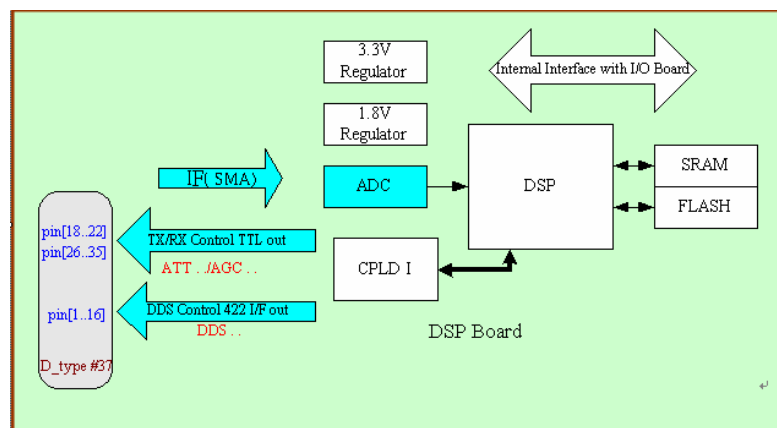 3.3V
Regulator
Internal Interface with I/O Board
1.8V
Regulator
IF( SMA)
ADC
DSP
SRAM
FLASH
pin[18..22]
pin[26..35]
TX/RX Control TTL out
ATT . ./AGC . .
CPLD I
pin[1..16]
DDS Control 422 I/F out
DDS . .
DSP Board
D_type #37